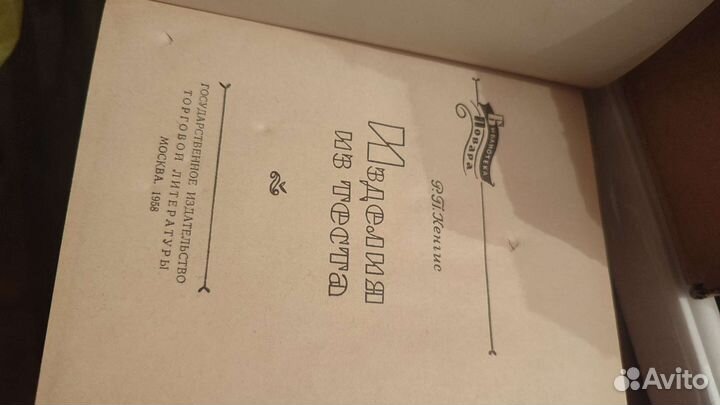 Библиотека
Повара
Р.П.Кенгис
Изделия
из теста
ГОСУДАРСТВЕННОЕ ИЗДАТЕЛЬСТВО
ТОРГОВОЙ ЛИТЕРАТУРЫ
МОСКВА. 1958
Avito